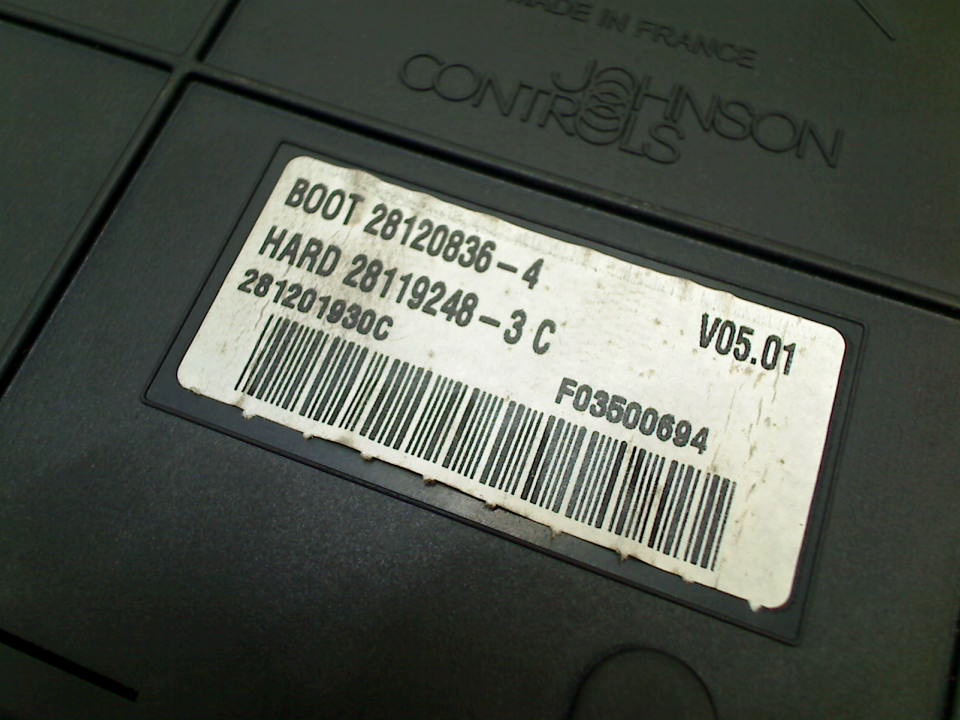 MADE IN FRANCE
JOHNSON
CONTROLS
BOOT 28120836-4
HARD 28119248-3 C
V05.01
281201930C
F03500694